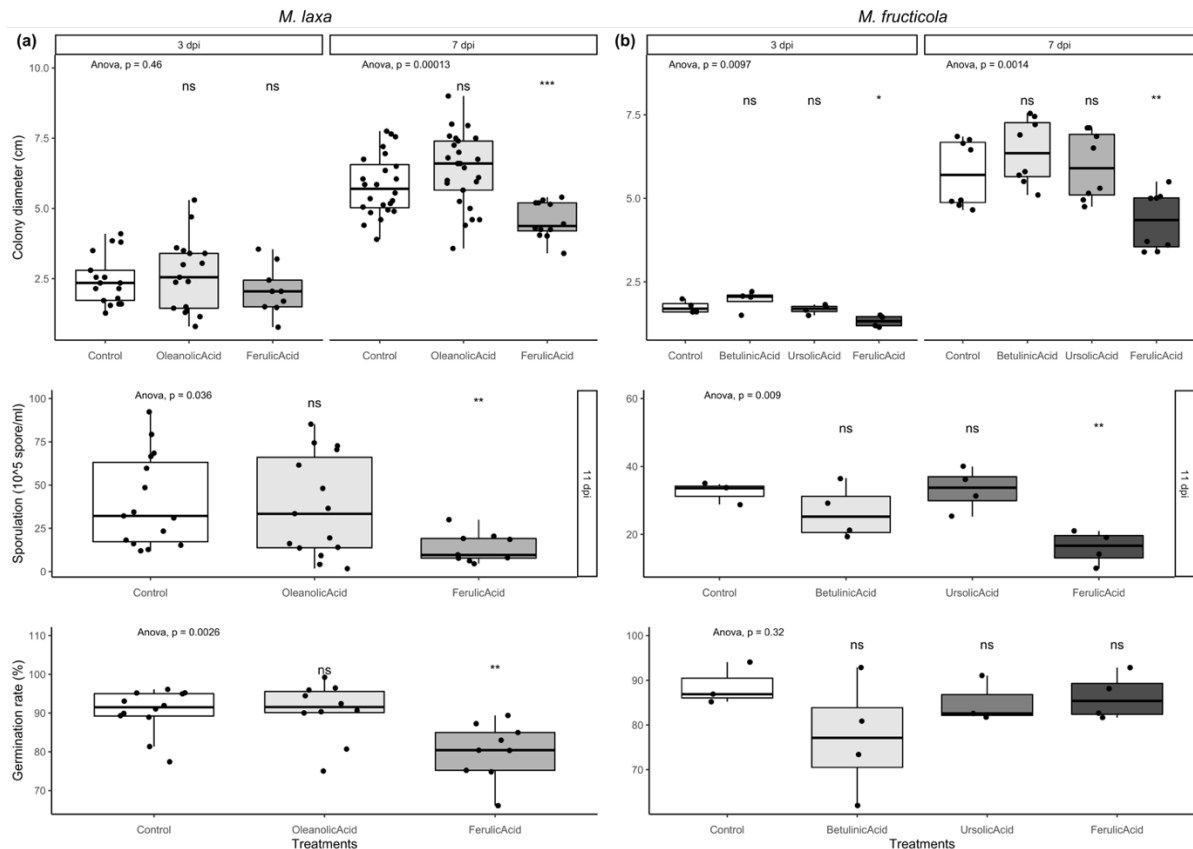 M. laxa
M. fructicola
(a)
3 dpi
7 dpi
Colony diameter (cm)
10.0
7.5
5.0
2.5
Anova, p = 0.46
ns
ns
Anova, p = 0.00013
ns
***
Control
OleanolicAcid
FerulicAcid
Control
OleanolicAcid
FerulicAcid
(b)
3 dpi
7 dpi
7.5
5.0
2.5
Anova, p = 0.0097
ns
ns
*
Anova, p = 0.0014
ns
ns
**
Control
BetulinicAcid
UrsolicAcid
FerulicAcid
Control
BetulinicAcid
UrsolicAcid
FerulicAcid
Sporulation (10^5 spore/ml)
100
75
50
25
0
Anova, p = 0.036
ns
**
11 dpi
Control
OleanolicAcid
FerulicAcid
60
40
20
Anova, p = 0.009
ns
ns
**
11 dpi
Control
BetulinicAcid
UrsolicAcid
FerulicAcid
Germination rate (%)
110
100
90
80
70
Anova, p = 0.0026
ns
**
Control
OleanolicAcid
FerulicAcid
Treatments
100
90
80
70
Anova, p = 0.32
ns
ns
ns
Control
BetulinicAcid
UrsolicAcid
FerulicAcid
Treatments